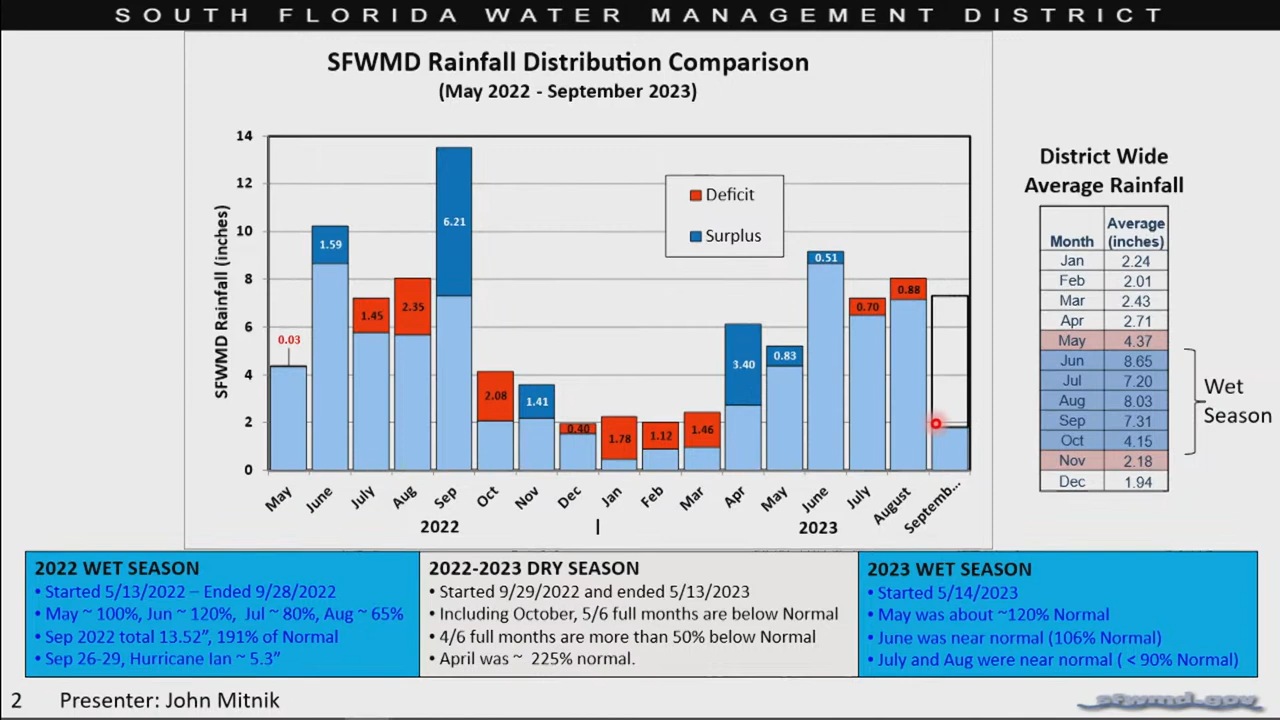 SOUTH FLORIDA WATER MANAGEMENT DISTRICT
SFWMD Rainfall Distribution Comparison
(May 2022 - September 2023)
SFWMD Rainfall (inches)
14
12
10
8
6
4
2
0
Deficit
Surplus
0.03
1.59
1.45
2.35
6.21
2.08
1.41
0.40
1.78
1.12
1.46
3.40
0.83
0.51
0.70
0.88
May
June
July
Aug
Sep
Oct
Nov
Dec
Jan
Feb
Mar
Apr
May
June
July
August
Septemb...
2022 | 2023
District Wide
Average Rainfall
Month Average (inches)
Jan 2.24
Feb 2.01
Mar 2.43
Apr 2.71
May 4.37
Jun 8.65
Jul 7.20
Aug 8.03
Sep 7.31
Oct 4.15
Nov 2.18
Dec 1.94
Wet
Season
2022 WET SEASON
• Started 5/13/2022 – Ended 9/28/2022
• May ~ 100%, Jun ~ 120%, Jul ~ 80%, Aug ~ 65%
• Sep 2022 total 13.52”, 191% of Normal
• Sep 26-29, Hurricane Ian ~ 5.3”
2022-2023 DRY SEASON
• Started 9/29/2022 and ended 5/13/2023
• Including October, 5/6 full months are below Normal
• 4/6 full months are more than 50% below Normal
• April was ~ 225% normal.
2023 WET SEASON
• Started 5/14/2023
• May was about ~120% Normal
• June was near normal (106% Normal)
• July and Aug were near normal ( < 90% Normal)
2 Presenter: John Mitnik
sfwmd.gov